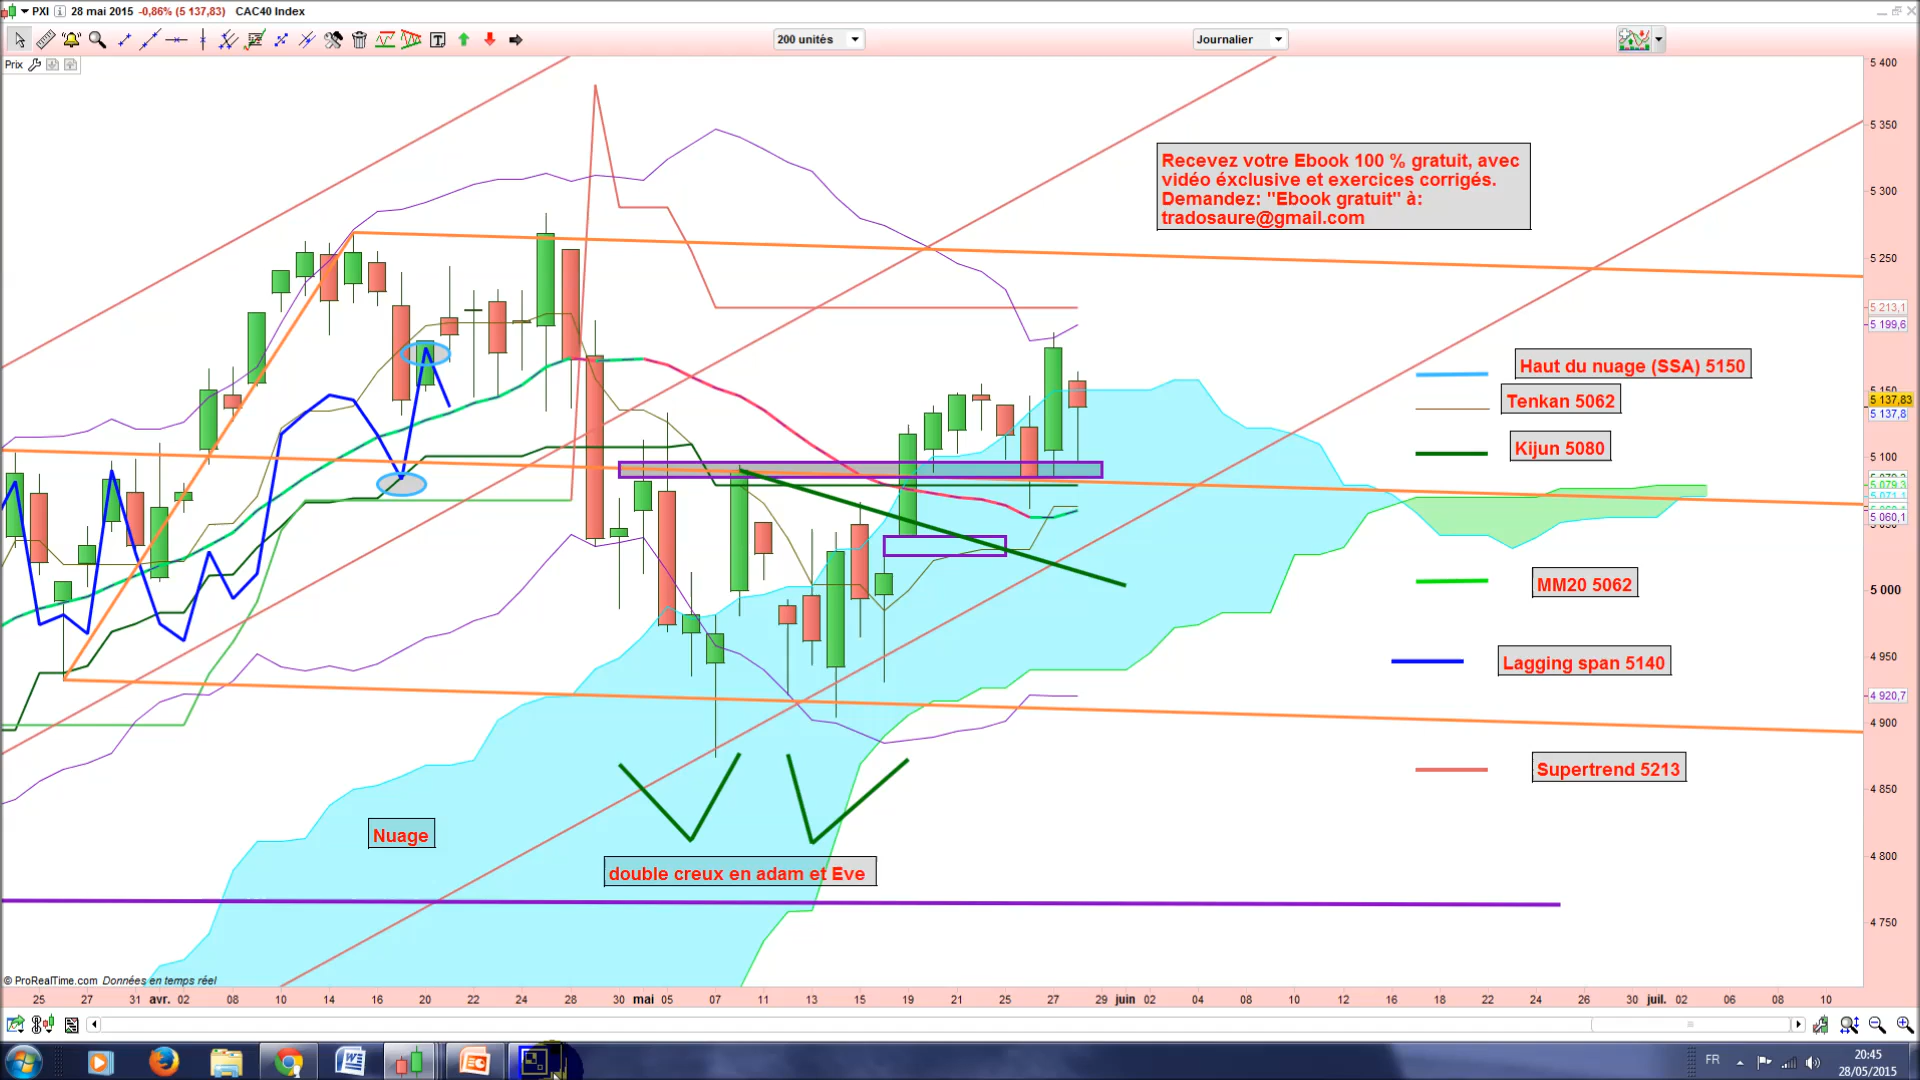 PXI 28 mai 2015 -0,86% (5 137,83) CAC40 Index
200 unités
Journalier
Prix
5 400
5 350
Recevez votre Ebook 100 % gratuit, avec
vidéo éxclusive et exercices corrigés.
Demandez: "Ebook gratuit" à:
tradosaure@gmail.com
5 300
5 250
5 213,1
5 199,6
Haut du nuage (SSA) 5150
5 150
Tenkan 5062
5 137,83
5 137,8
Kijun 5080
5 100
5 079,3
5 071,1
5 060,1
MM20 5062
5 000
Lagging span 5140
4 950
4 920,7
4 900
Supertrend 5213
4 850
Nuage
4 800
double creux en adam et Eve
4 750
© ProRealTime.com Données en temps réel
25 27 31 avr. 02 08 10 14 16 20 22 24 28 30 mai 05 07 11 13 15 19 21 25 27 29 juin 02 04 08 10 12 16 18 22 24 26 30 juil. 02 06 08 10
FR
20:45
28/05/2015